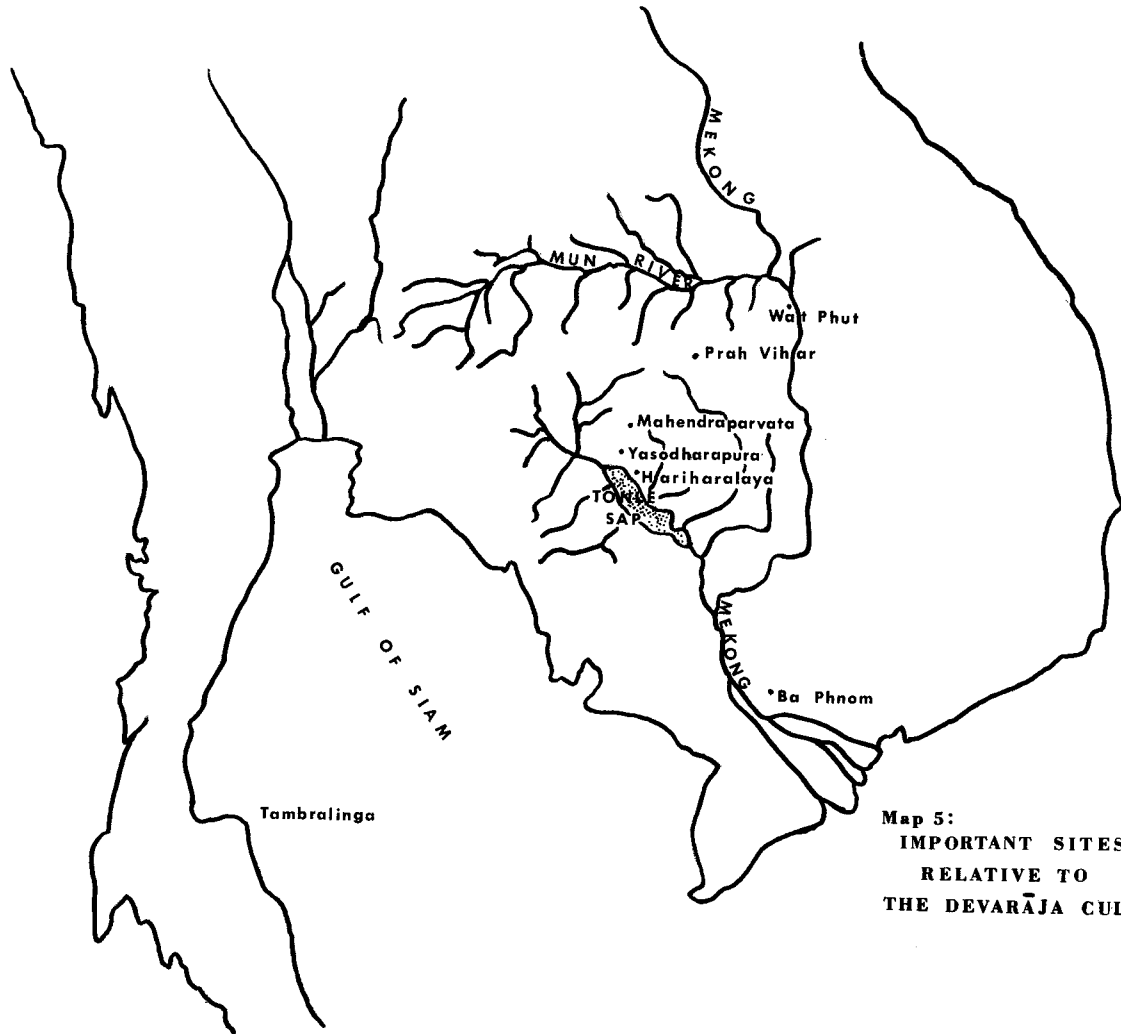 MEKONG
MUN RIVER
Wat Phut
Prah Vihar
Mahendraparvata
Yasodharapura
Hariharalaya
TONLE
SAP
GULF OF SIAM
MEKONG
Ba Phnom
Tambralinga
Map 5:
IMPORTANT SITES
RELATIVE TO
THE DEVARĀJA CUL